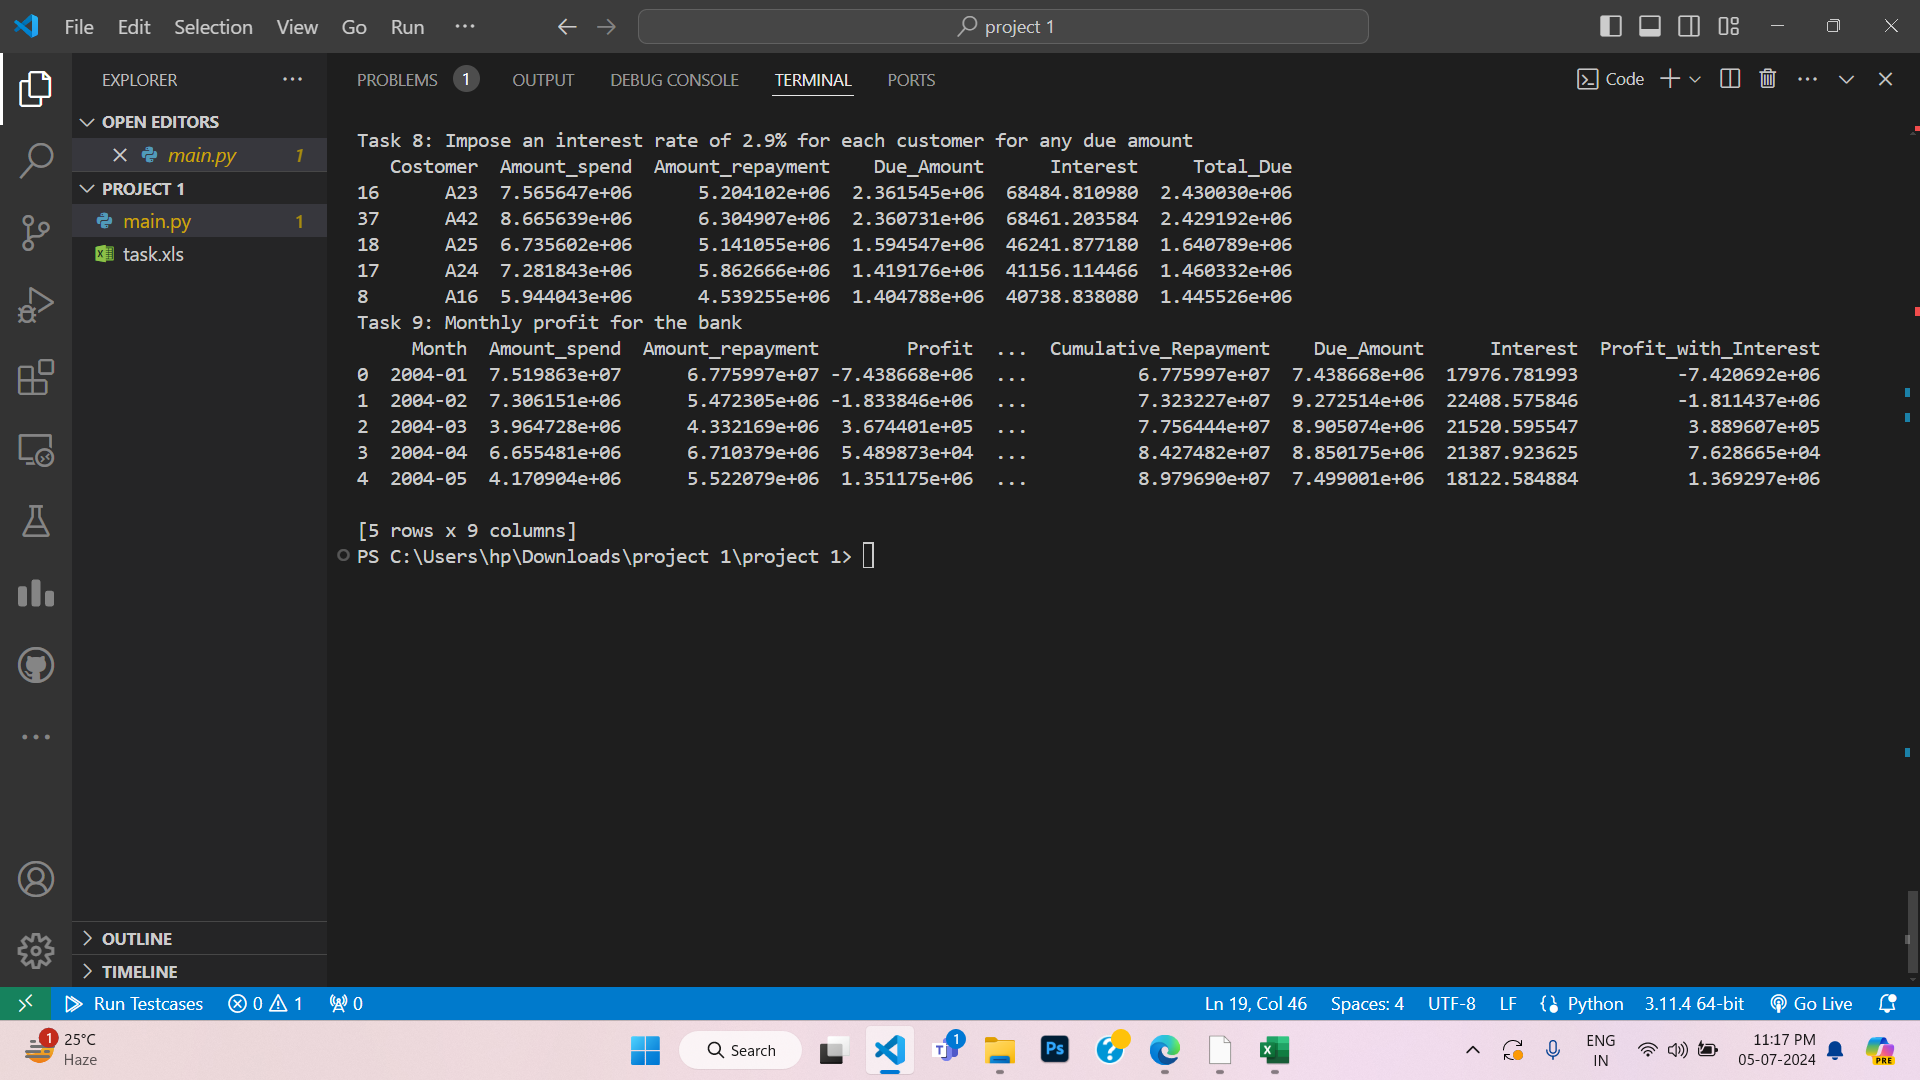 File Edit Selection View Go Run ··· project 1
EXPLORER ···
OPEN EDITORS
main.py 1
PROJECT 1
main.py 1
task.xls
OUTLINE
TIMELINE
PROBLEMS 1 OUTPUT DEBUG CONSOLE TERMINAL PORTS Code
Task 8: Impose an interest rate of 2.9% for each customer for any due amount
Costomer Amount_spend Amount_repayment Due_Amount Interest Total_Due
16 A23 7.565647e+06 5.204102e+06 2.361545e+06 68484.810980 2.430030e+06
37 A42 8.665639e+06 6.304907e+06 2.360731e+06 68461.203584 2.429192e+06
18 A25 6.735602e+06 5.141055e+06 1.594547e+06 46241.877180 1.640789e+06
17 A24 7.281843e+06 5.862666e+06 1.419176e+06 41156.114466 1.460332e+06
8 A16 5.944043e+06 4.539255e+06 1.404788e+06 40738.838080 1.445526e+06
Task 9: Monthly profit for the bank
Month Amount_spend Amount_repayment Profit ... Cumulative_Repayment Due_Amount Interest Profit_with_Interest
0 2004-01 7.519863e+07 6.775997e+07 -7.438668e+06 ... 6.775997e+07 7.438668e+06 17976.781993 -7.420692e+06
1 2004-02 7.306151e+06 5.472305e+06 -1.833846e+06 ... 7.323227e+07 9.272514e+06 22408.575846 -1.811437e+06
2 2004-03 3.964728e+06 4.332169e+06 3.674401e+05 ... 7.756444e+07 8.905074e+06 21520.595547 3.889607e+05
3 2004-04 6.655481e+06 6.710379e+06 5.489873e+04 ... 8.427482e+07 8.850175e+06 21387.923625 7.628665e+04
4 2004-05 4.170904e+06 5.522079e+06 1.351175e+06 ... 8.979690e+07 7.499001e+06 18122.584884 1.369297e+06
[5 rows x 9 columns]
PS C:\Users\hp\Downloads\project 1\project 1>
Run Testcases 0 1 0 Ln 19, Col 46 Spaces: 4 UTF-8 LF {} Python 3.11.4 64-bit Go Live
1 25°C
Haze
Search
1
Ps
ENG
IN
11:17 PM
05-07-2024
PRE